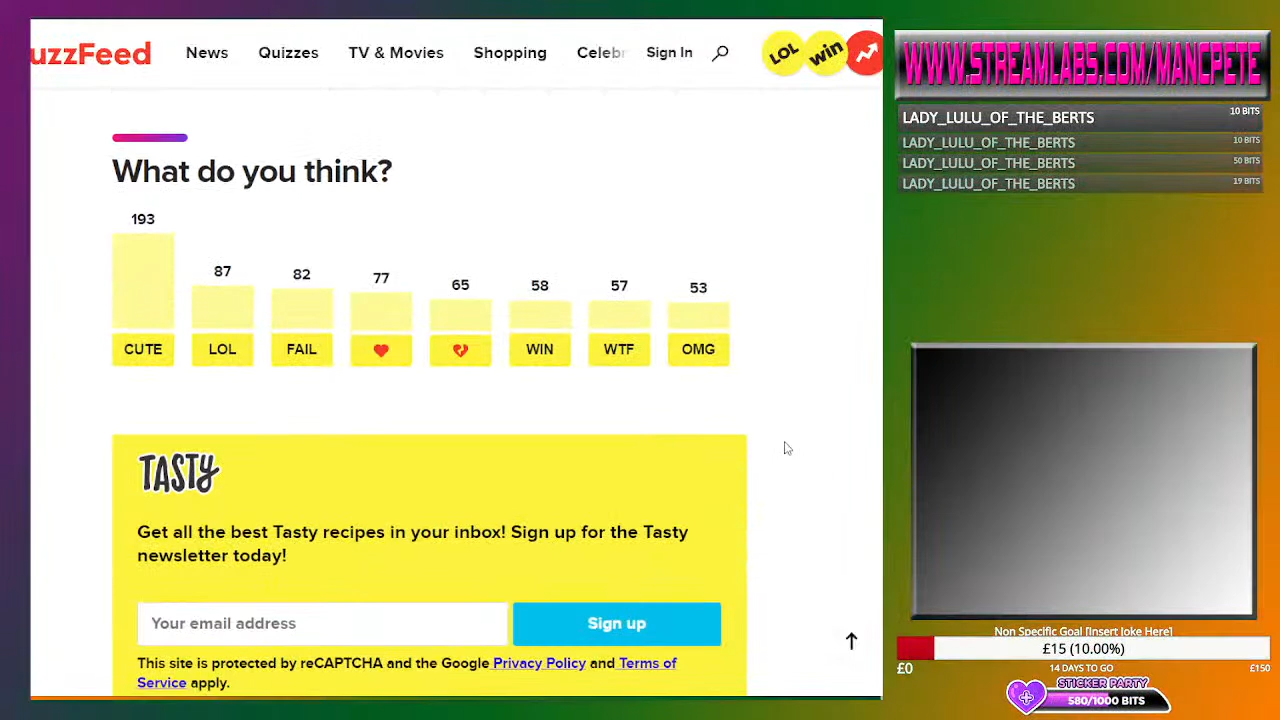 uzzFeed
News
Quizzes
TV & Movies
Shopping
Celebr
Sign In
LOL
win
What do you think?
193
87
82
77
65
58
57
53
CUTE
LOL
FAIL
WIN
WTF
OMG
TASTY
Get all the best Tasty recipes in your inbox! Sign up for the Tasty
newsletter today!
Your email address
Sign up
This site is protected by reCAPTCHA and the Google Privacy Policy and Terms of
Service apply.
WWW.STREAMLABS.COM/MANCPETE
LADY_LULU_OF_THE_BERTS 10 BITS
LADY_LULU_OF_THE_BERTS 10 BITS
LADY_LULU_OF_THE_BERTS 50 BITS
LADY_LULU_OF_THE_BERTS 19 BITS
Non Specific Goal [Insert Joke Here]
£15 (10.00%)
£0 14 DAYS TO GO £150
STICKER PARTY
580/1000 BITS